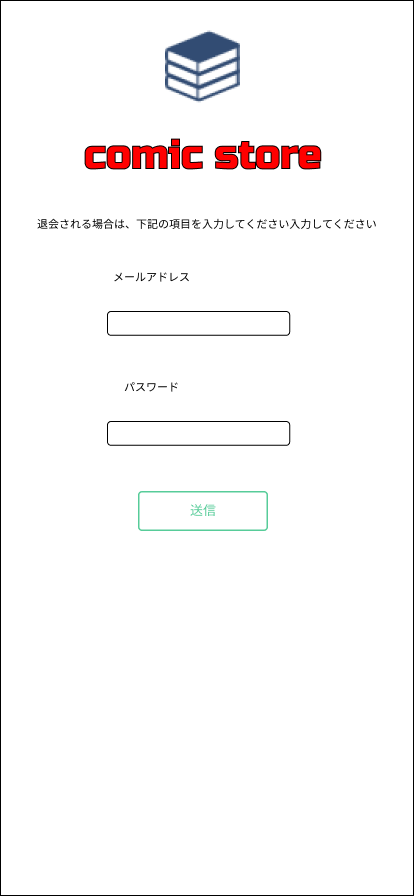 comic store
退会される場合は、下記の項目を入力してください入力してください
メールアドレス
パスワード
送信